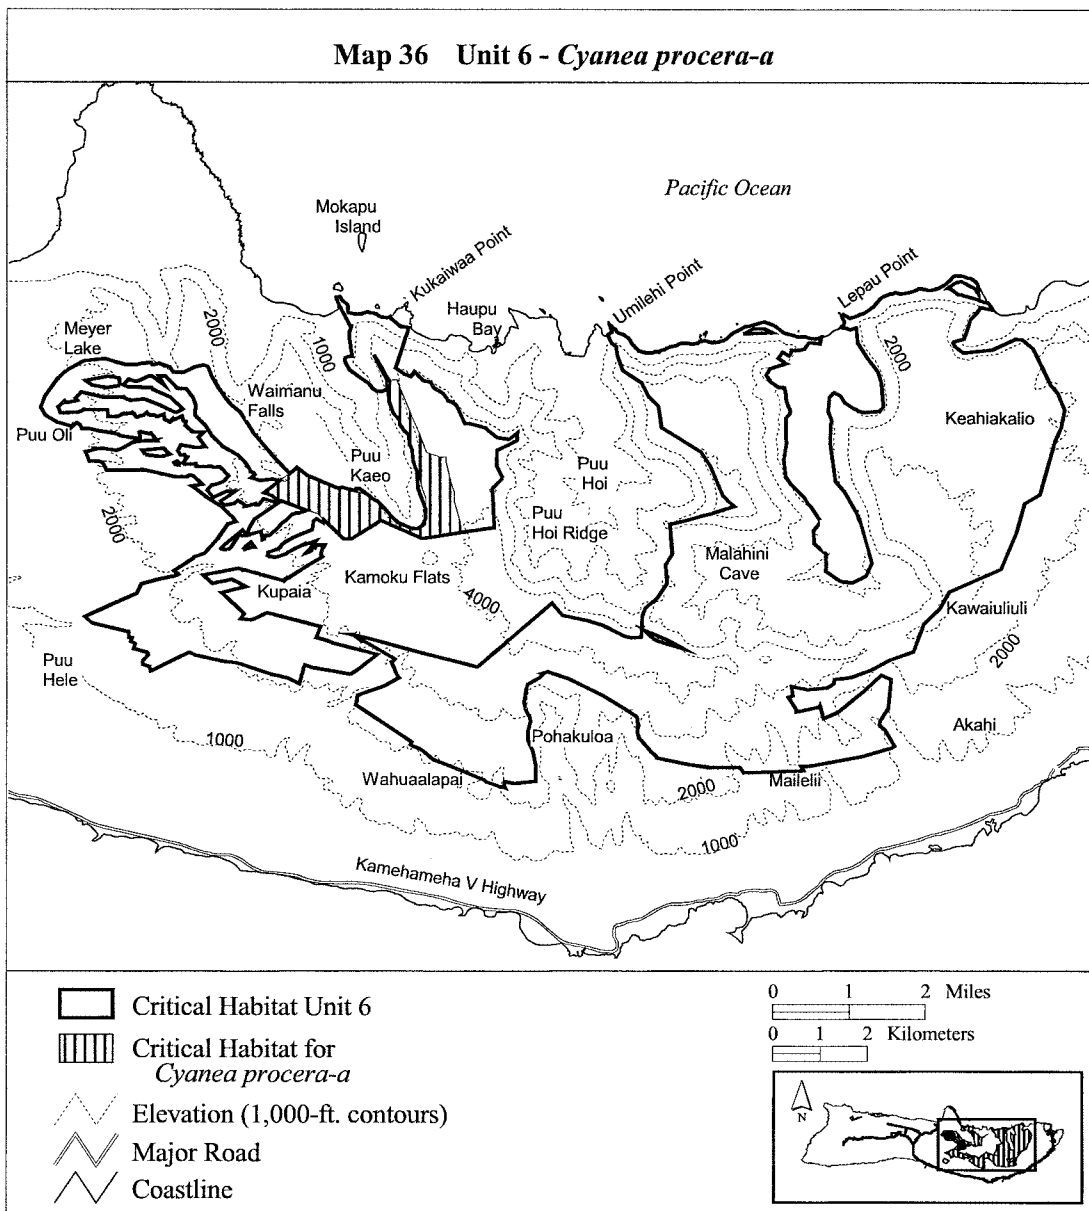 Map 36 Unit 6 - Cyanea procera-a
Pacific Ocean
Mokapu
Island
Kukaiwaa Point
Haupu
Bay
Umilehi Point
Lepau Point
Meyer
Lake
2000
1000
2000
Waimanu
Falls
Keahiakalio
Puu Oli
Puu
Kaeo
Puu
Hoi
2000
Puu
Hoi Ridge
Malahini
Cave
Kamoku Flats
Kupaia
4000
Kawaiuliuli
2000
Puu
Hele
Akahi
1000
Pohakuloa
Wahuaalapai
2000
Mailelii
1000
Kamehameha V Highway
Critical Habitat Unit 6
Critical Habitat for
Cyanea procera-a
Elevation (1,000-ft. contours)
Major Road
Coastline
0 1 2 Miles
0 1 2 Kilometers
N